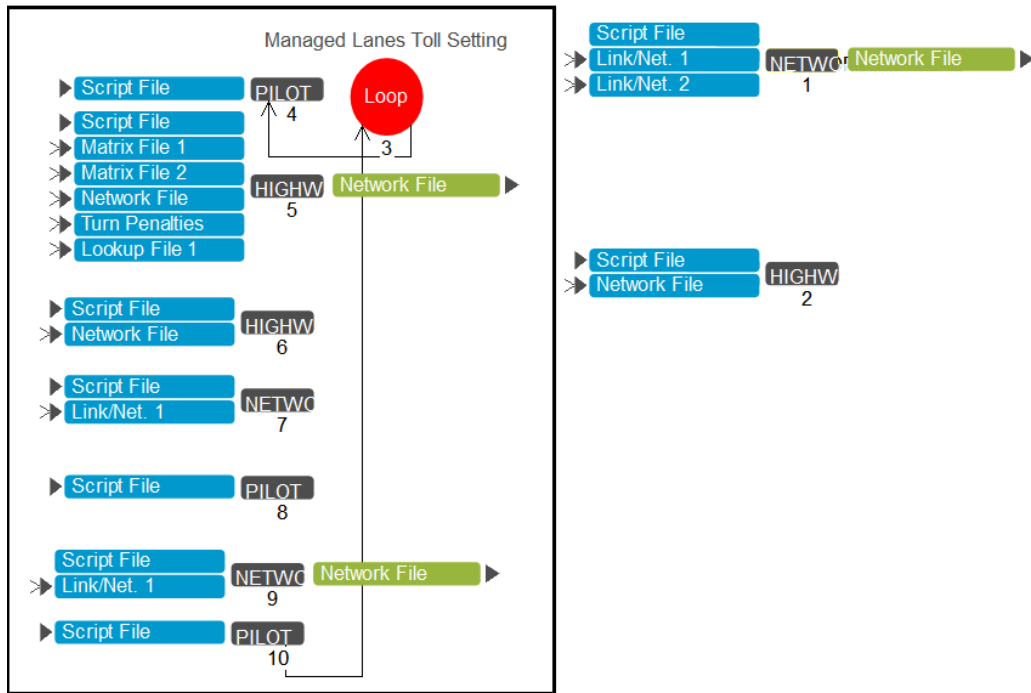 Managed Lanes Toll Setting
Script File
PILOT
4
Loop
3
Script File
Matrix File 1
Matrix File 2
Network File
Turn Penalties
Lookup File 1
HIGHW
5
Network File
Script File
Network File
HIGHW
6
Script File
Link/Net. 1
NETWO
7
Script File
PILOT
8
Script File
Link/Net. 1
NETWO
9
Network File
Script File
PILOT
10
Script File
Link/Net. 1
Link/Net. 2
NETWOr
1
Network File
Script File
Network File
HIGHW
2